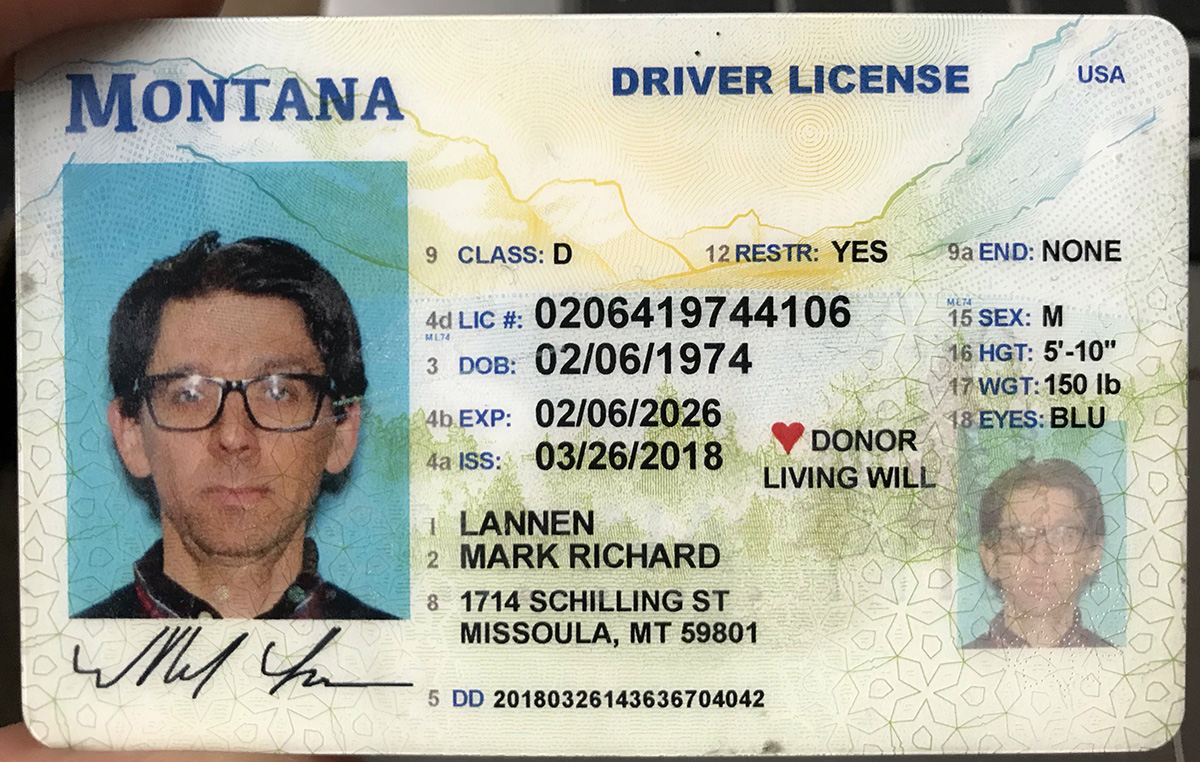 MONTANA DRIVER LICENSE USA
9 CLASS: D 12 RESTR: YES 9a END: NONE
4d LIC #: 0206419744106 15 SEX: M
3 DOB: 02/06/1974 16 HGT: 5'-10"
17 WGT: 150 lb
4b EXP: 02/06/2026 18 EYES: BLU
4a ISS: 03/26/2018 DONOR
LIVING WILL
1 LANNEN
2 MARK RICHARD
8 1714 SCHILLING ST
MISSOULA, MT 59801
5 DD 20180326143636704042